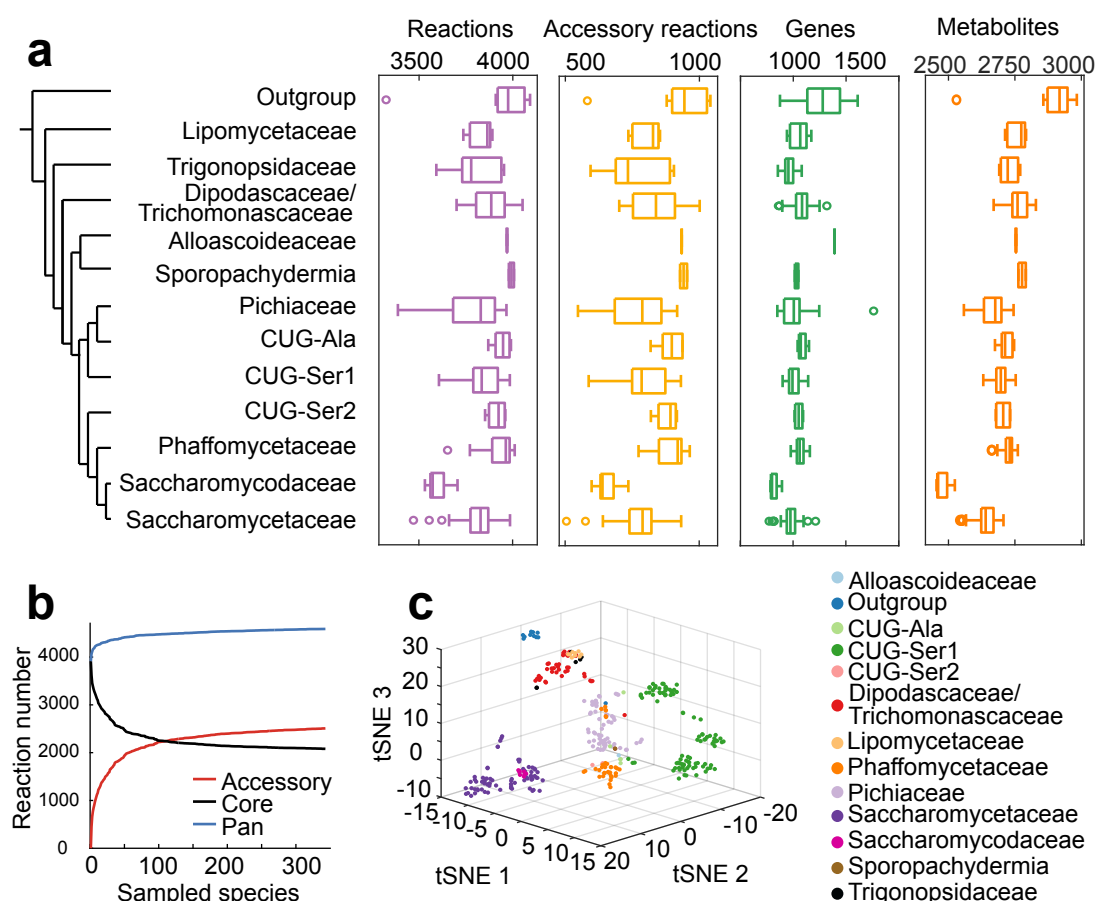 a
Reactions
Accessory reactions
Genes
Metabolites
3500 4000
500 1000
1000 1500
2500 2750 3000
Outgroup
Lipomycetaceae
Trigonopsidaceae
Dipodascaceae/
Trichomonascaceae
Alloascoideaceae
Sporopachydermia
Pichiaceae
CUG-Ala
CUG-Ser1
CUG-Ser2
Phaffomycetaceae
Saccharomycodaceae
Saccharomycetaceae
b
Reaction number
4000
3000
2000
1000
0
Accessory
Core
Pan
0 100 200 300
Sampled species
c
tSNE 3
30
20
10
0
-10
-15 -10 -5 0 5 10 15
tSNE 1
20 10 0 -10 -20
tSNE 2
Alloascoideaceae
Outgroup
CUG-Ala
CUG-Ser1
CUG-Ser2
Dipodascaceae/
Trichomonascaceae
Lipomycetaceae
Phaffomycetaceae
Pichiaceae
Saccharomycetaceae
Saccharomycodaceae
Sporopachydermia
Trigonopsidaceae